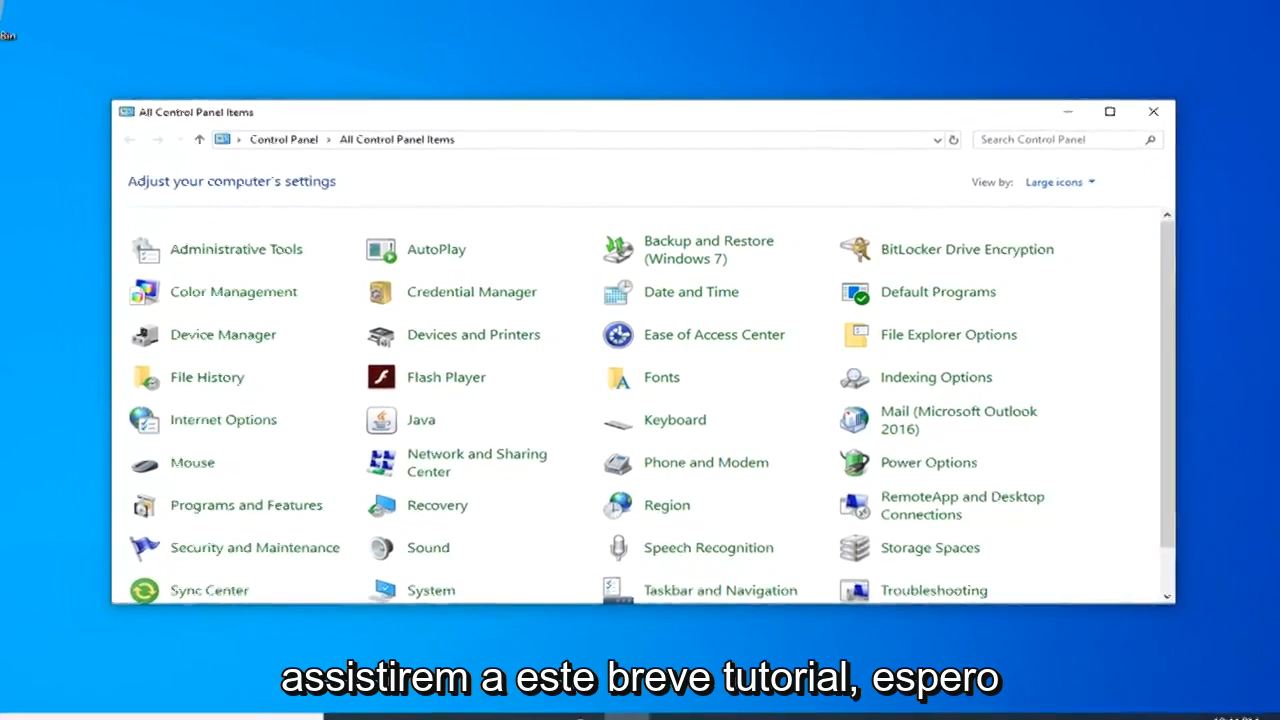 Bin
All Control Panel Items
Control Panel > All Control Panel Items
Search Control Panel
Adjust your computer's settings
View by: Large icons
Administrative Tools
AutoPlay
Backup and Restore
(Windows 7)
BitLocker Drive Encryption
Color Management
Credential Manager
Date and Time
Default Programs
Device Manager
Devices and Printers
Ease of Access Center
File Explorer Options
File History
Flash Player
Fonts
Indexing Options
Internet Options
Java
Keyboard
Mail (Microsoft Outlook
2016)
Mouse
Network and Sharing
Center
Phone and Modem
Power Options
Programs and Features
Recovery
Region
RemoteApp and Desktop
Connections
Security and Maintenance
Sound
Speech Recognition
Storage Spaces
Sync Center
System
Taskbar and Navigation
Troubleshooting
assistirem a este breve tutorial, espero